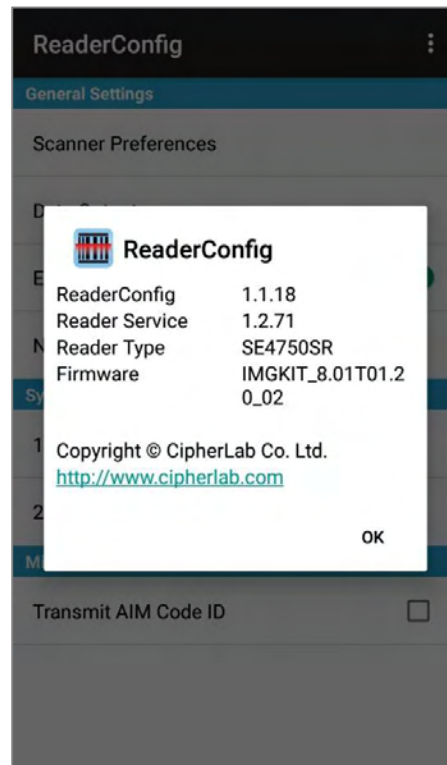 ReaderConfig
General Settings
Scanner Preferences
ReaderConfig
ReaderConfig 1.1.18
Reader Service 1.2.71
Reader Type SE4750SR
Firmware IMGKIT_8.01T01.2
0_02
Copyright © CipherLab Co. Ltd.
http://www.cipherlab.com
OK
Transmit AIM Code ID